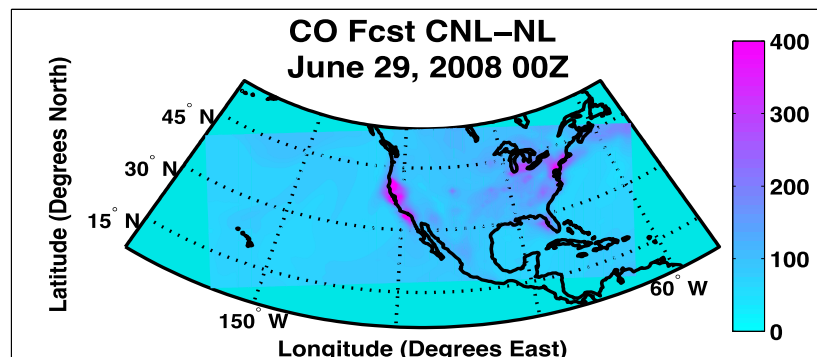 CO Fcst CNL–NL
June 29, 2008 00Z
Latitude (Degrees North)
45° N
30° N
15° N
150° W
60° W
Longitude (Degrees East)
400
300
200
100
0